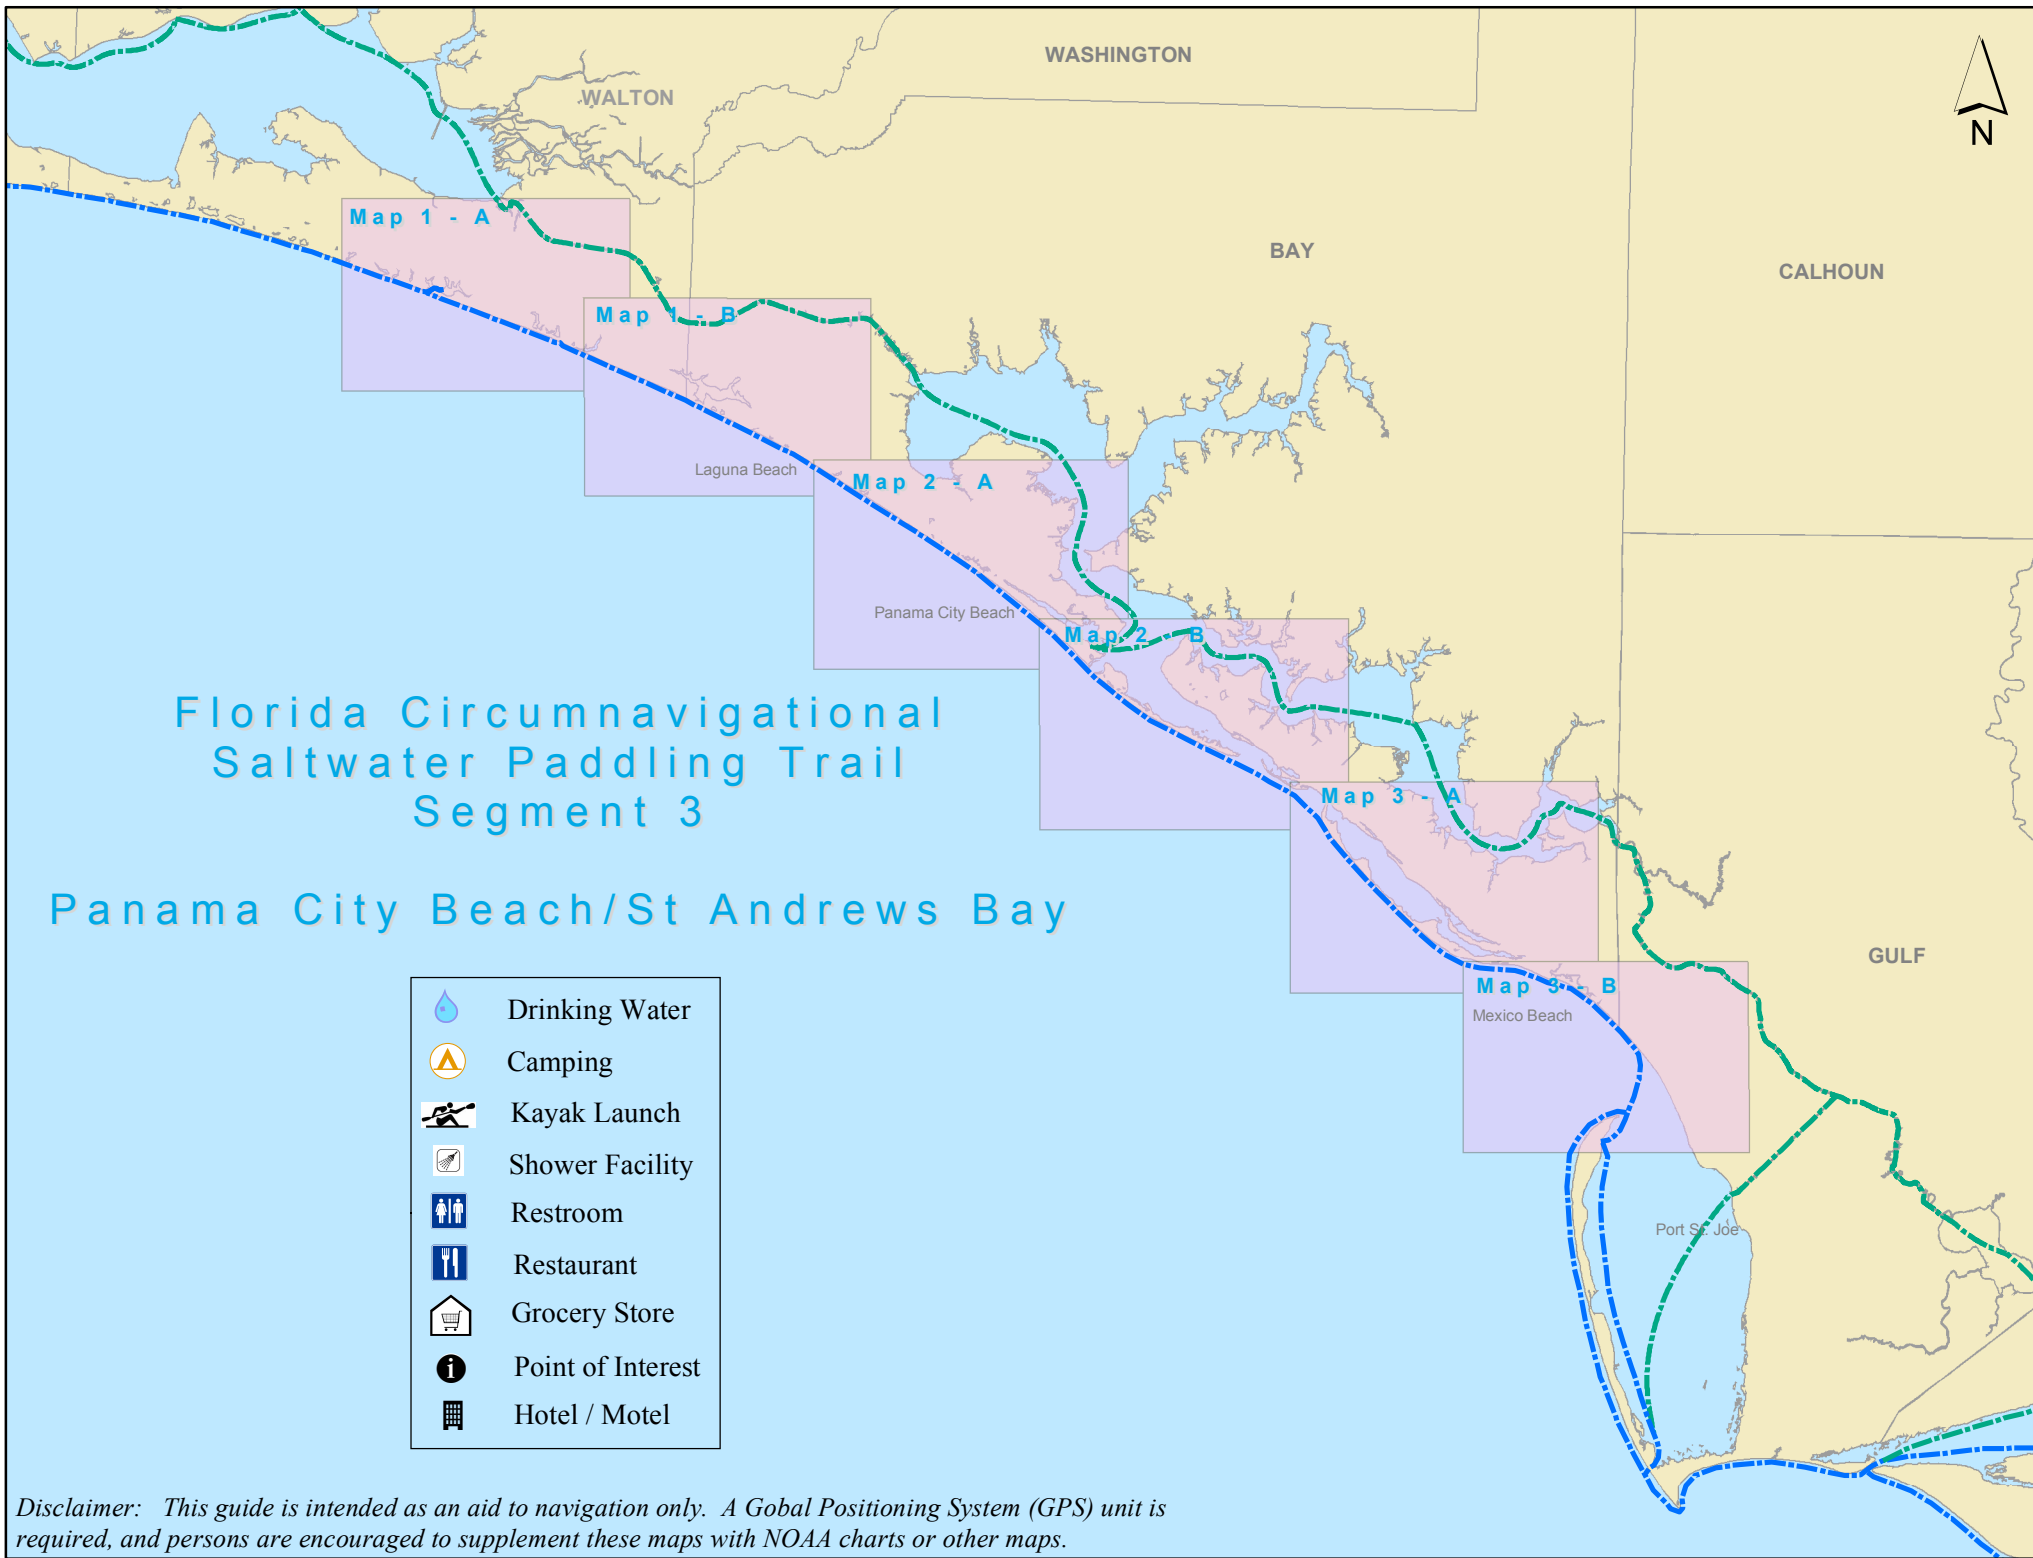 WASHINGTON
WALTON
N
Map 1 - A
BAY
CALHOUN
Map 1 - B
Laguna Beach
Map 2 - A
Panama City Beach
Map 2 B
Florida Circumnavigational
Saltwater Paddling Trail
Segment 3
Map 3 - A
Panama City Beach/St Andrews Bay
GULF
Map 3 - B
Mexico Beach
Drinking Water
Camping
Kayak Launch
Shower Facility
Restroom
Port St. Joe
Restaurant
Grocery Store
Point of Interest
Hotel / Motel
Disclaimer: This guide is intended as an aid to navigation only. A Gobal Positioning System (GPS) unit is
required, and persons are encouraged to supplement these maps with NOAA charts or other maps.